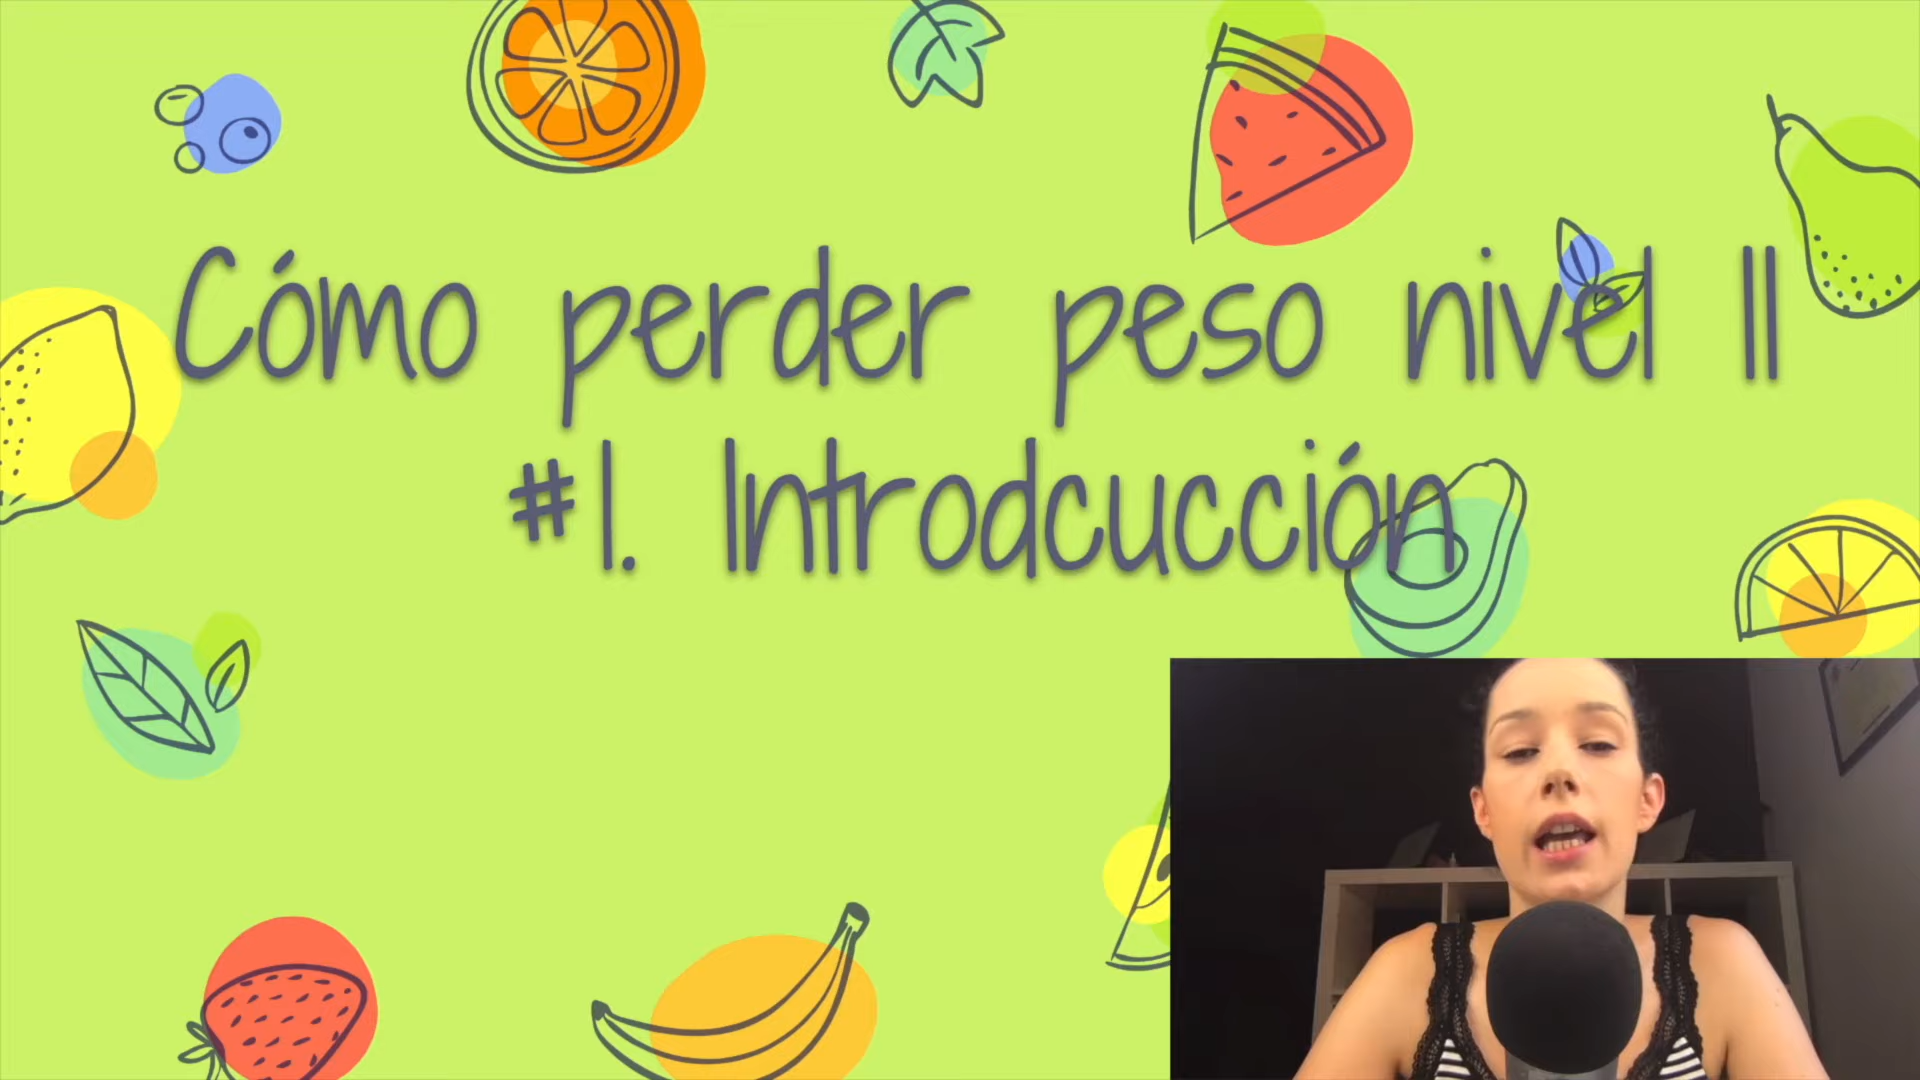 Cómo perder peso nivel II
#1. Introdcucción